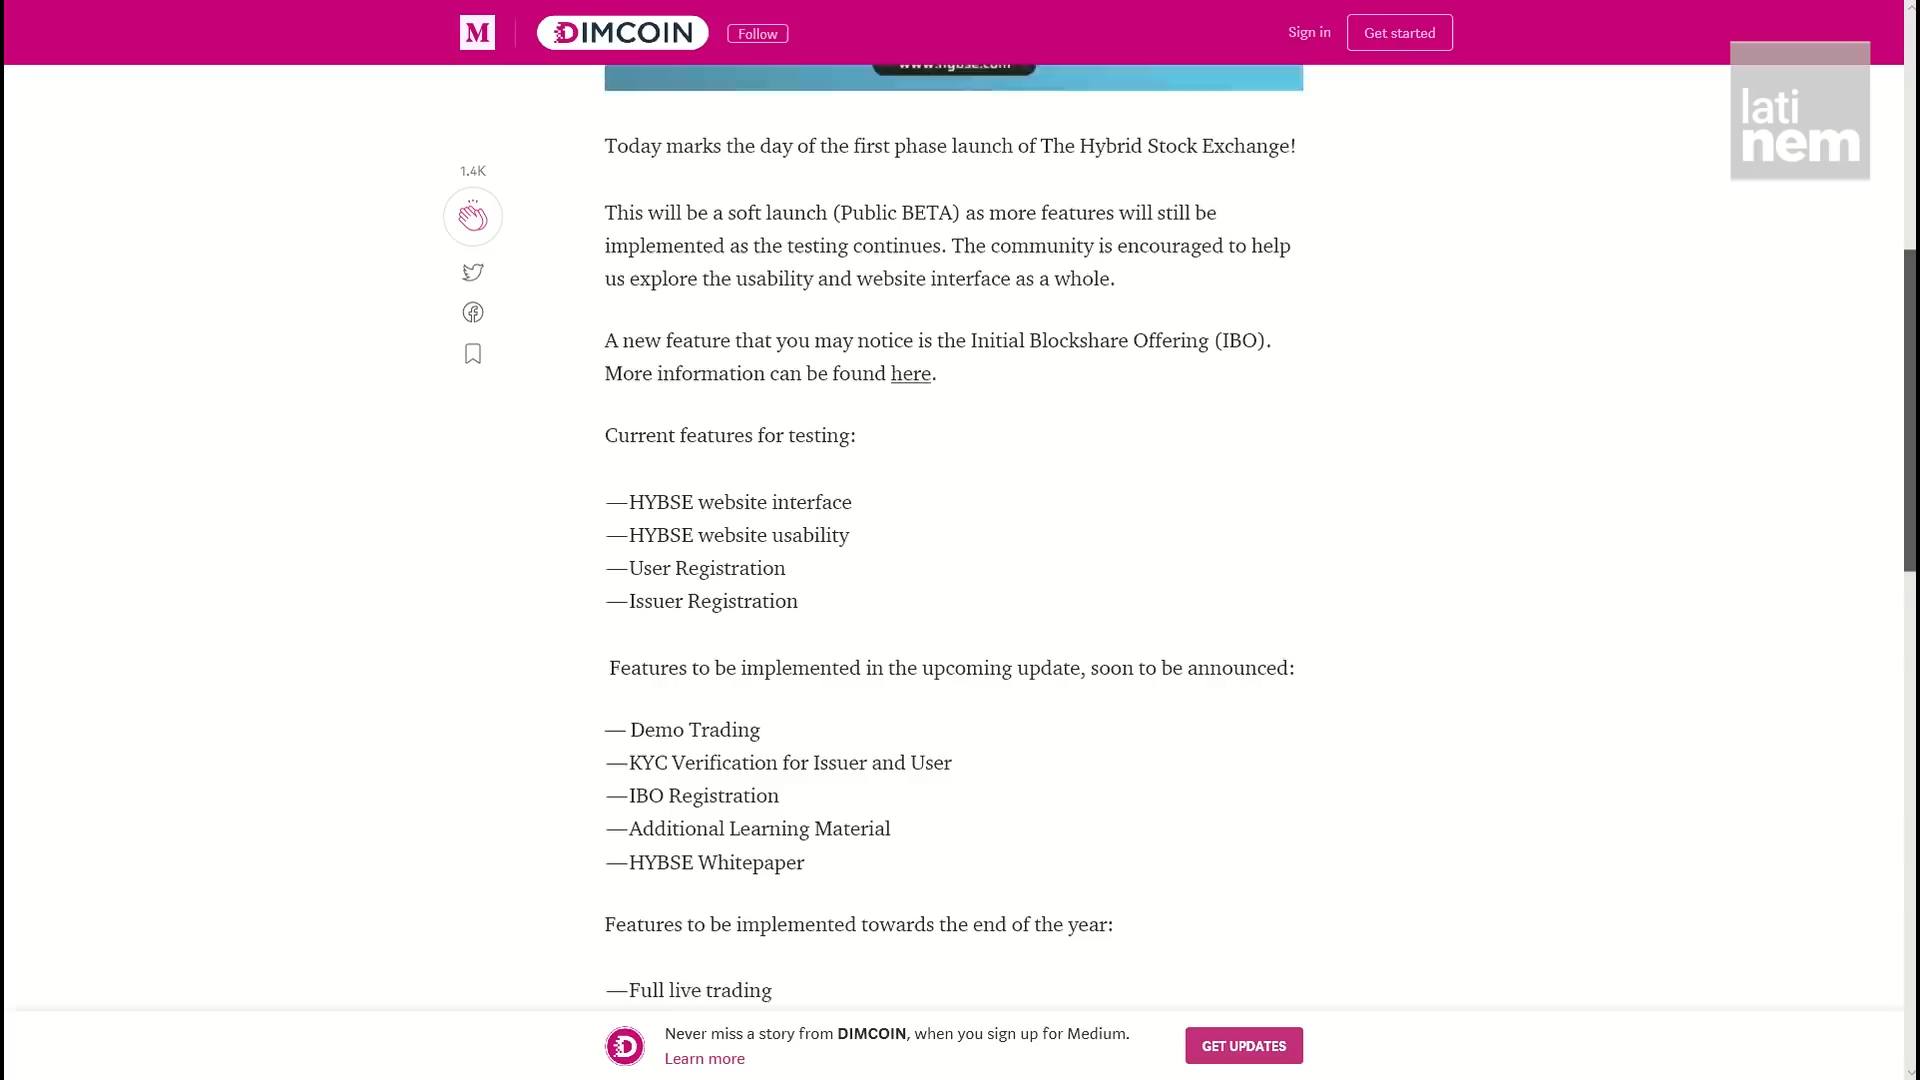 M
DIMCOIN
Follow
Sign in
Get started
www.hybse.com
lati
nem
Today marks the day of the first phase launch of The Hybrid Stock Exchange!
1.4K
This will be a soft launch (Public BETA) as more features will still be
implemented as the testing continues. The community is encouraged to help
us explore the usability and website interface as a whole.
A new feature that you may notice is the Initial Blockshare Offering (IBO).
More information can be found here.
Current features for testing:
—HYBSE website interface
—HYBSE website usability
—User Registration
—Issuer Registration
Features to be implemented in the upcoming update, soon to be announced:
— Demo Trading
—KYC Verification for Issuer and User
—IBO Registration
—Additional Learning Material
—HYBSE Whitepaper
Features to be implemented towards the end of the year:
—Full live trading
D
Never miss a story from DIMCOIN, when you sign up for Medium.
Learn more
GET UPDATES